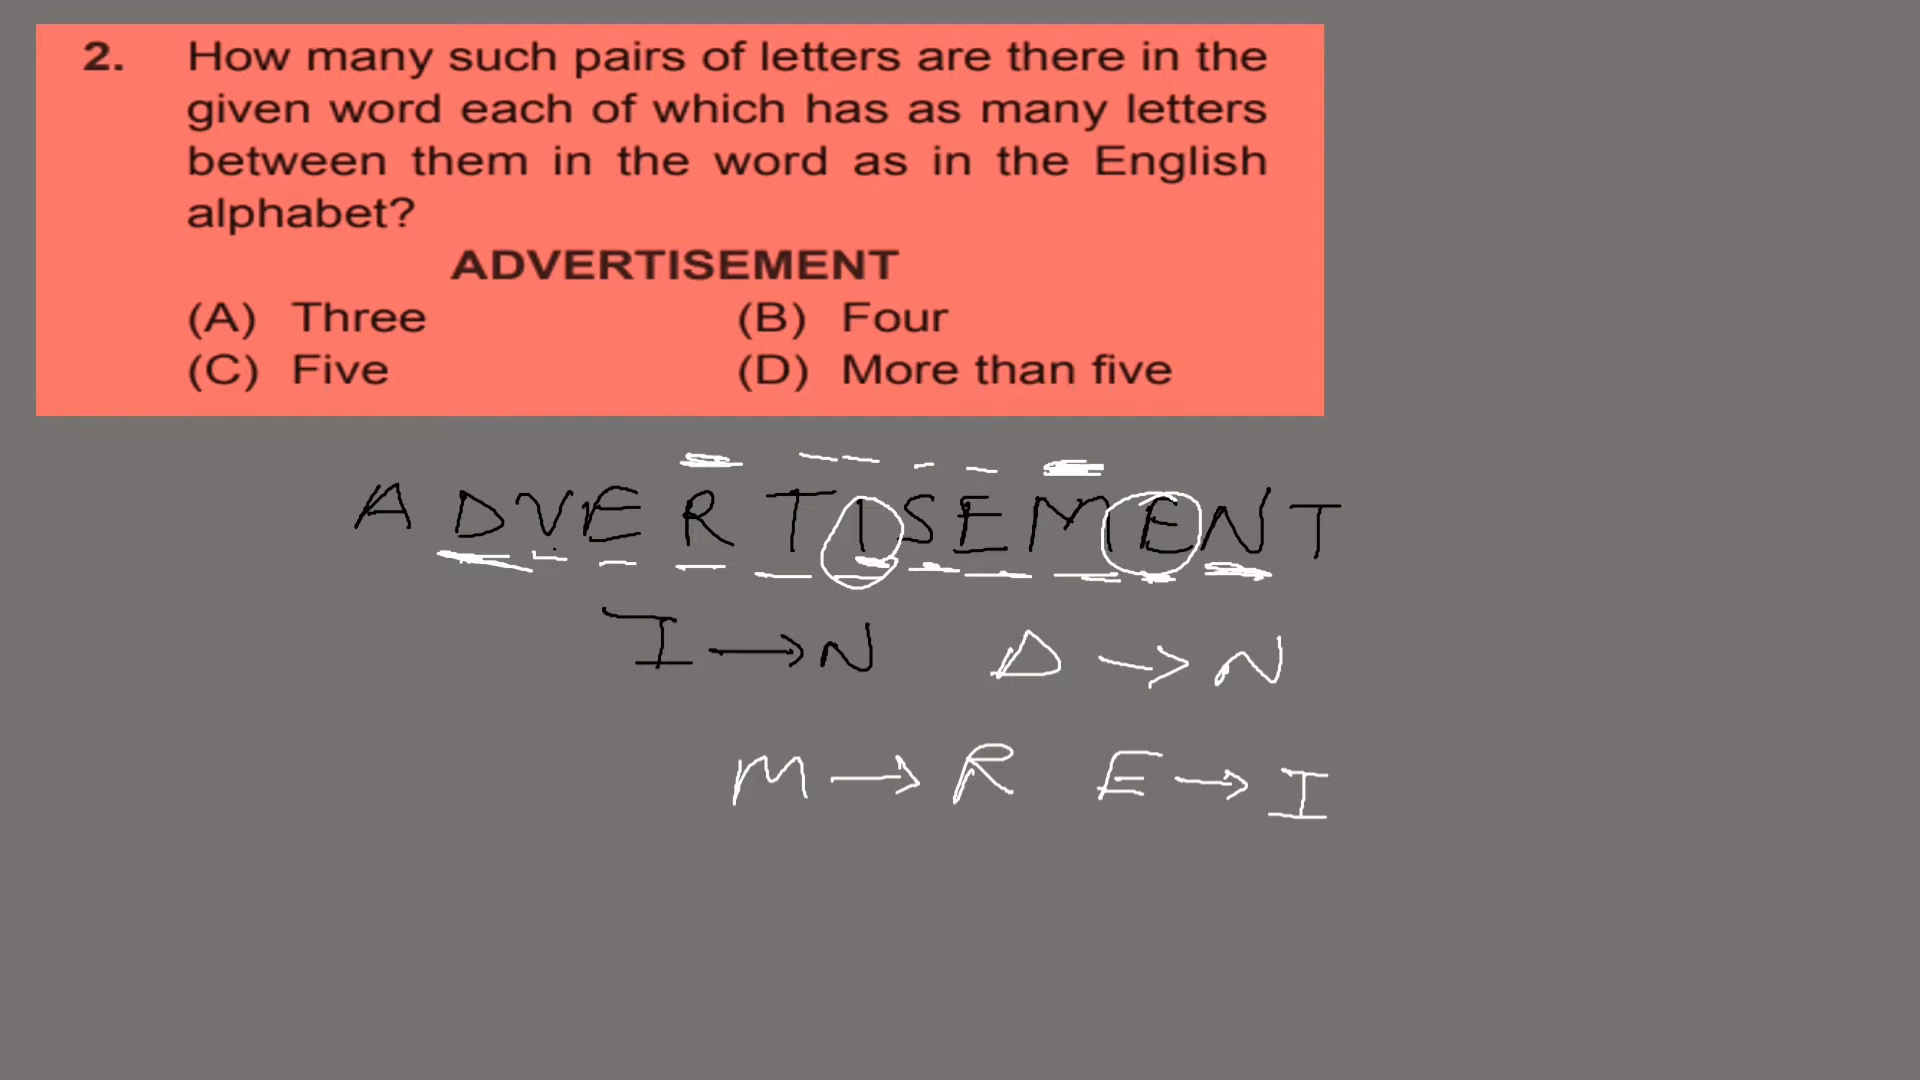 2. How many such pairs of letters are there in the
given word each of which has as many letters
between them in the word as in the English
alphabet?
ADVERTISEMENT
(A) Three (B) Four
(C) Five (D) More than five
ADVERTISEMENT
I → N D → N
M → R E → I